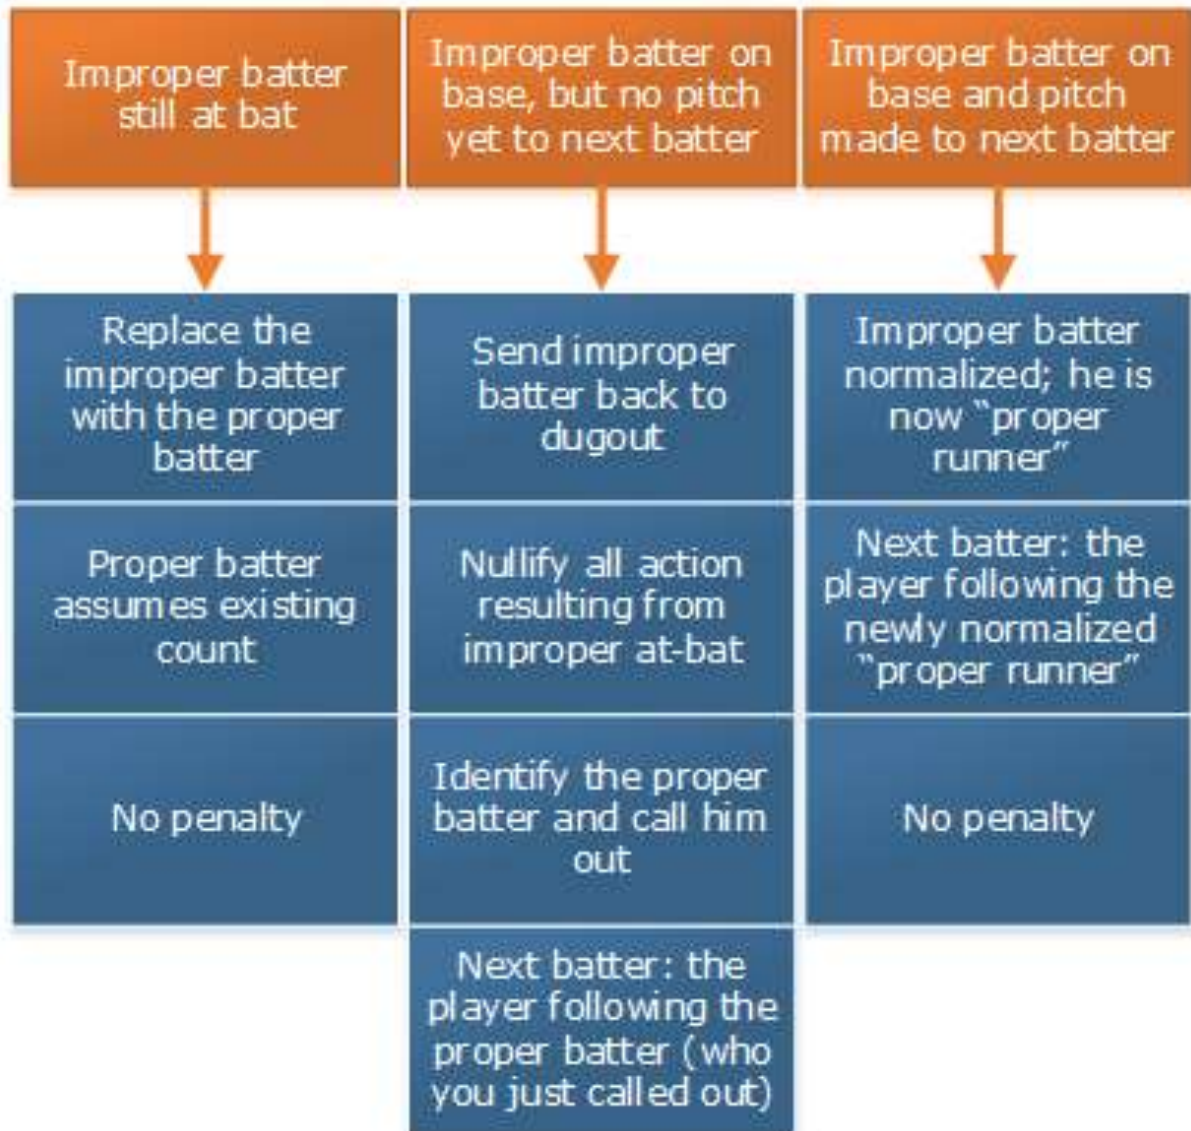 Improper batter
still at bat
Improper batter on
base, but no pitch
yet to next batter
Improper batter on
base and pitch
made to next batter
Replace the
improper batter
with the proper
batter
Proper batter
assumes existing
count
No penalty
Send improper
batter back to
dugout
Nullify all action
resulting from
improper at-bat
Identify the proper
batter and call him
out
Next batter: the
player following the
proper batter (who
you just called out)
Improper batter
normalized; he is
now “proper
runner”
Next batter: the
player following the
newly normalized
“proper runner”
No penalty